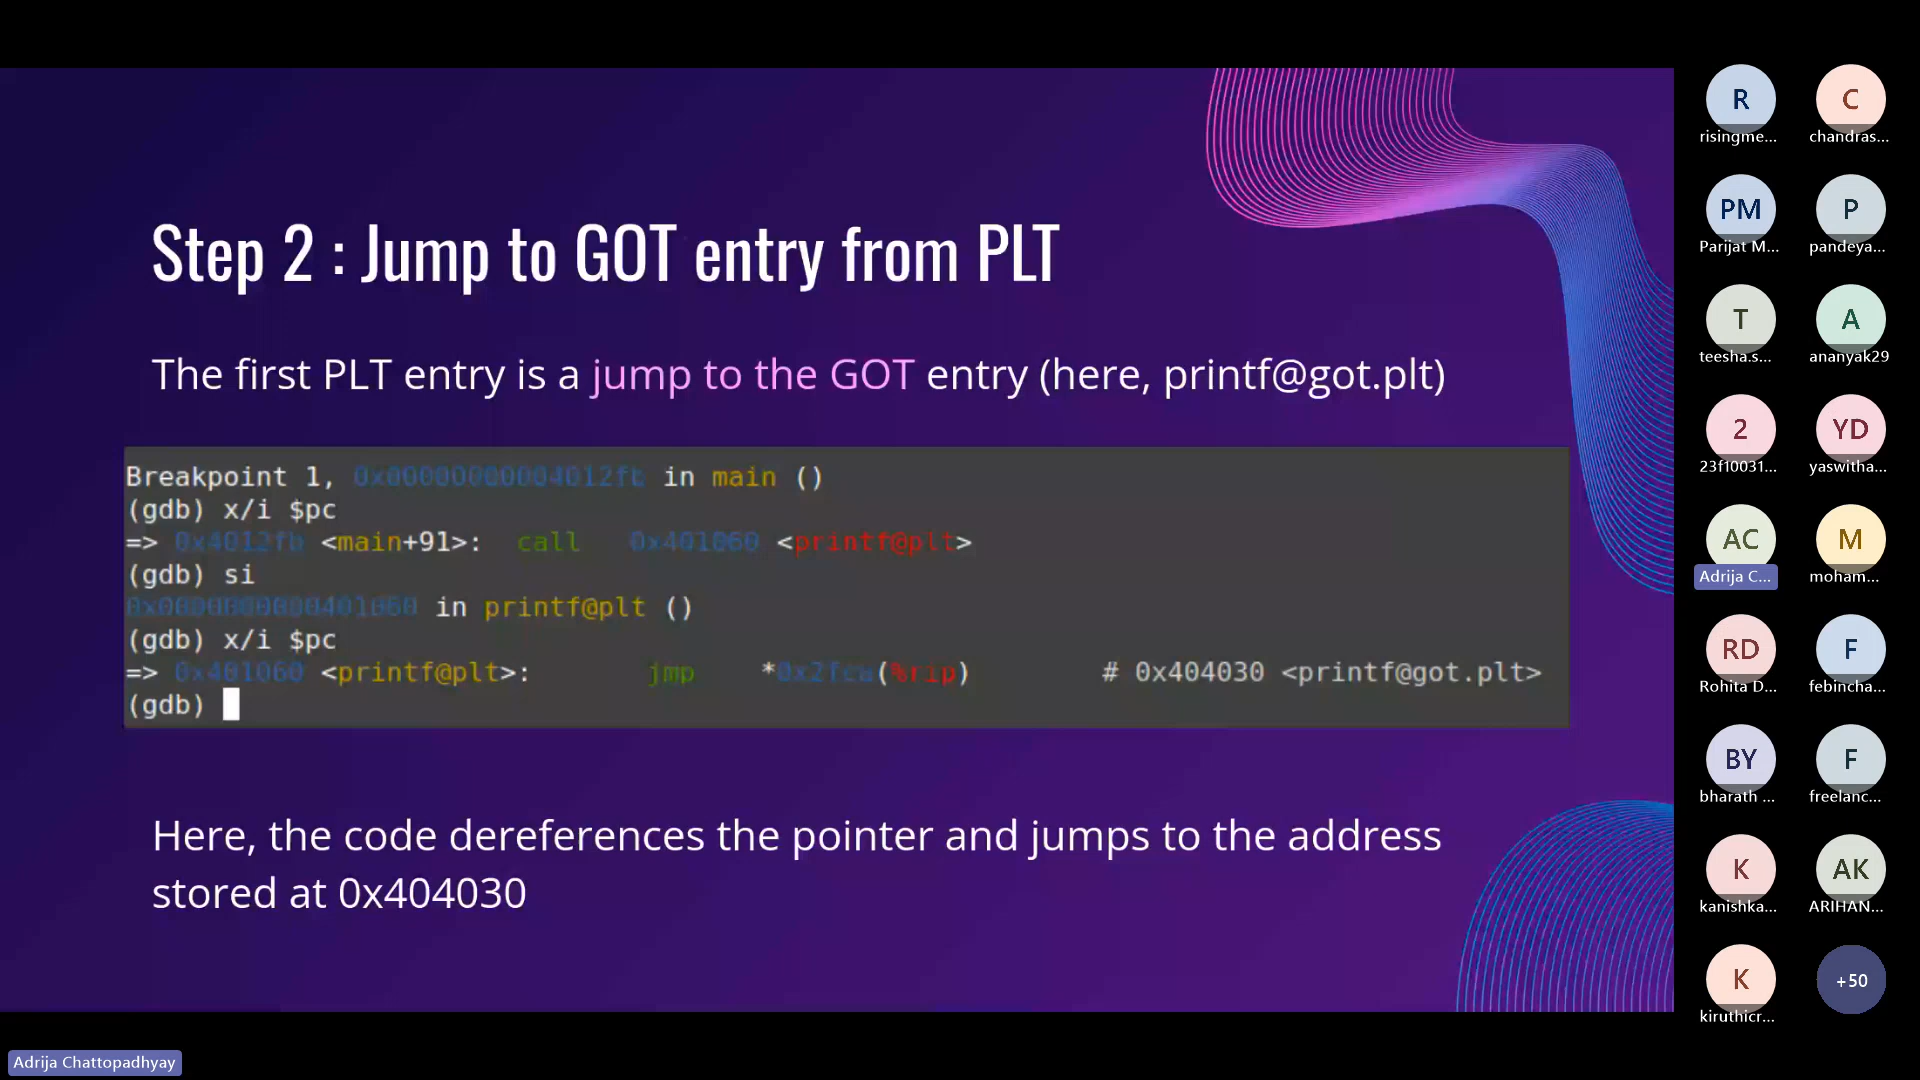 Step 2 : Jump to GOT entry from PLT
The first PLT entry is a jump to the GOT entry (here, printf@got.plt)
Breakpoint 1, 0x00000000004012fb in main ()
(gdb) x/i $pc
=> 0x4012fb <main+91>: call 0x401060 <printf@plt>
(gdb) si
0x0000000000401060 in printf@plt ()
(gdb) x/i $pc
=> 0x401060 <printf@plt>: jmp *0x2fca(%rip) # 0x404030 <printf@got.plt>
(gdb)
Here, the code dereferences the pointer and jumps to the address
stored at 0x404030
R C
risingme... chandras...
PM P
Parijat M... pandeya...
T A
teesha.s... ananyak29
2 YD
23f10031... yaswitha...
AC M
Adrija C... moham...
RD F
Rohita D... febincha...
BY F
bharath ... freelanc...
K AK
kanishka... ARIHAN...
K +50
kiruthicr...
Adrija Chattopadhyay